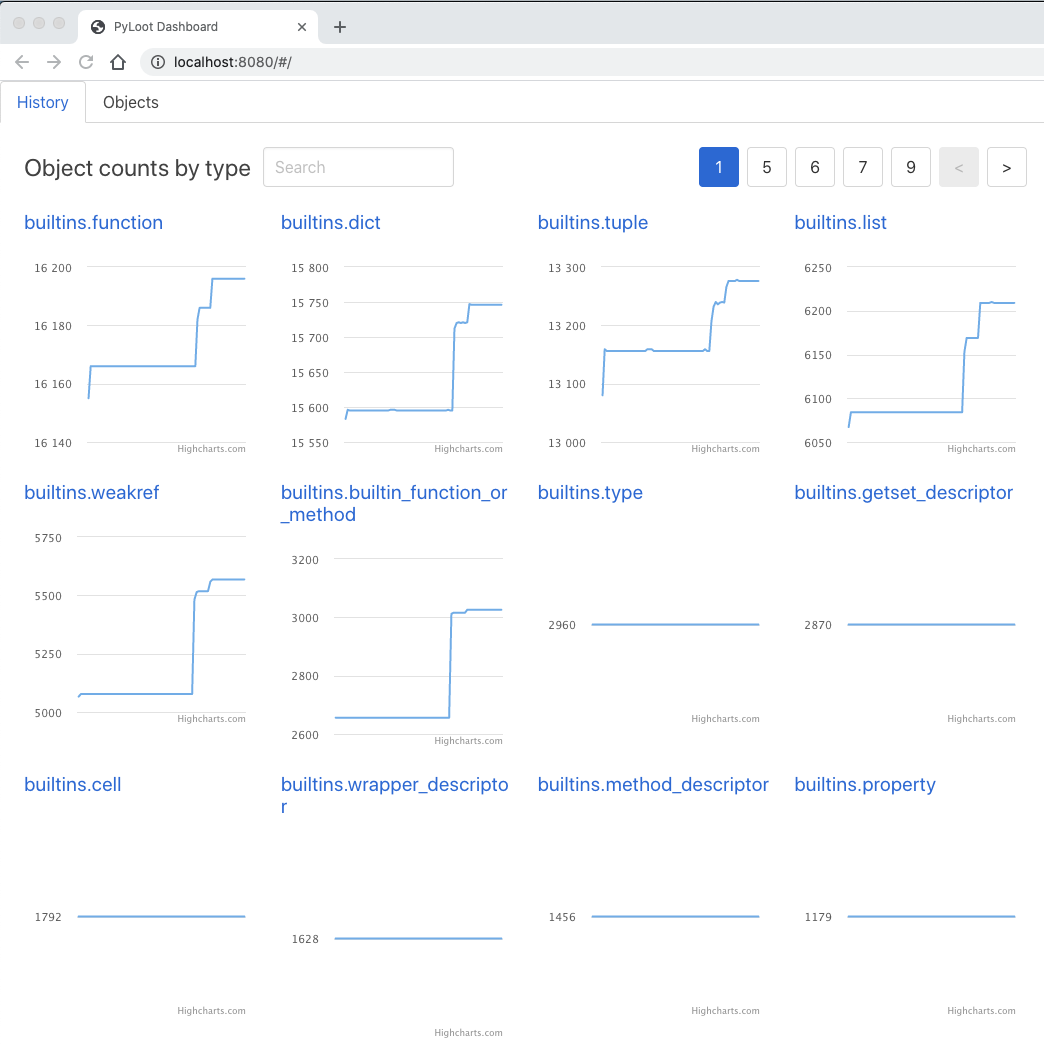 PyLoot Dashboard
localhost:8080/#/
History Objects
Object counts by type Search 1 5 6 7 9 < >
builtins.function
16 200
16 180
16 160
16 140
Highcharts.com
builtins.dict
15 800
15 750
15 700
15 650
15 600
15 550
Highcharts.com
builtins.tuple
13 300
13 200
13 100
13 000
Highcharts.com
builtins.list
6250
6200
6150
6100
6050
Highcharts.com
builtins.weakref
5750
5500
5250
5000
Highcharts.com
builtins.builtin_function_or
_method
3200
3000
2800
2600
Highcharts.com
builtins.type
2960
Highcharts.com
builtins.getset_descriptor
2870
Highcharts.com
builtins.cell
1792
Highcharts.com
builtins.wrapper_descripto
r
1628
Highcharts.com
builtins.method_descriptor
1456
Highcharts.com
builtins.property
1179
Highcharts.com